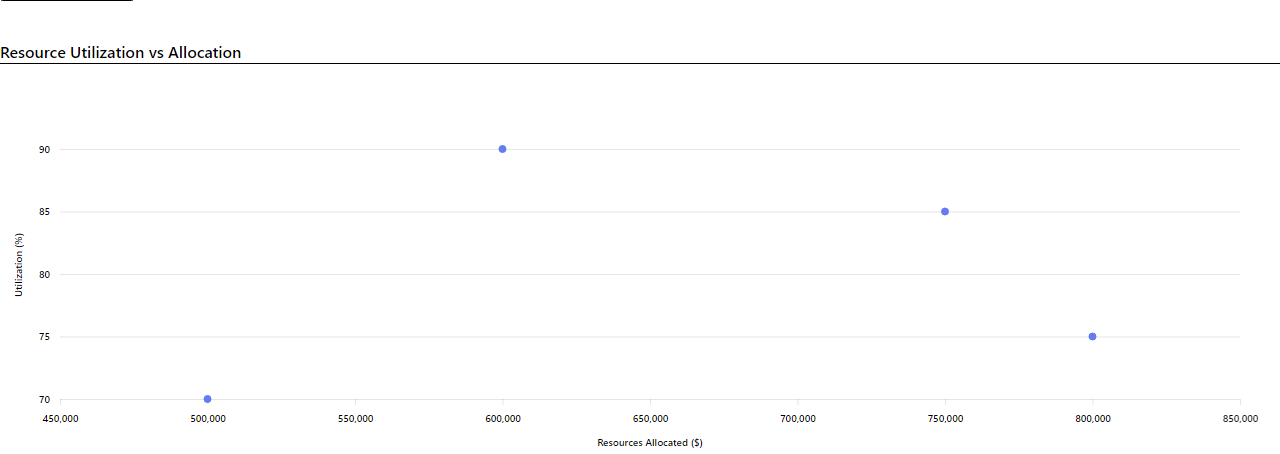 Resource Utilization vs Allocation
90
85
80
75
70
Utilization (%)
450,000 500,000 550,000 600,000 650,000 700,000 750,000 800,000 850,000
Resources Allocated ($)